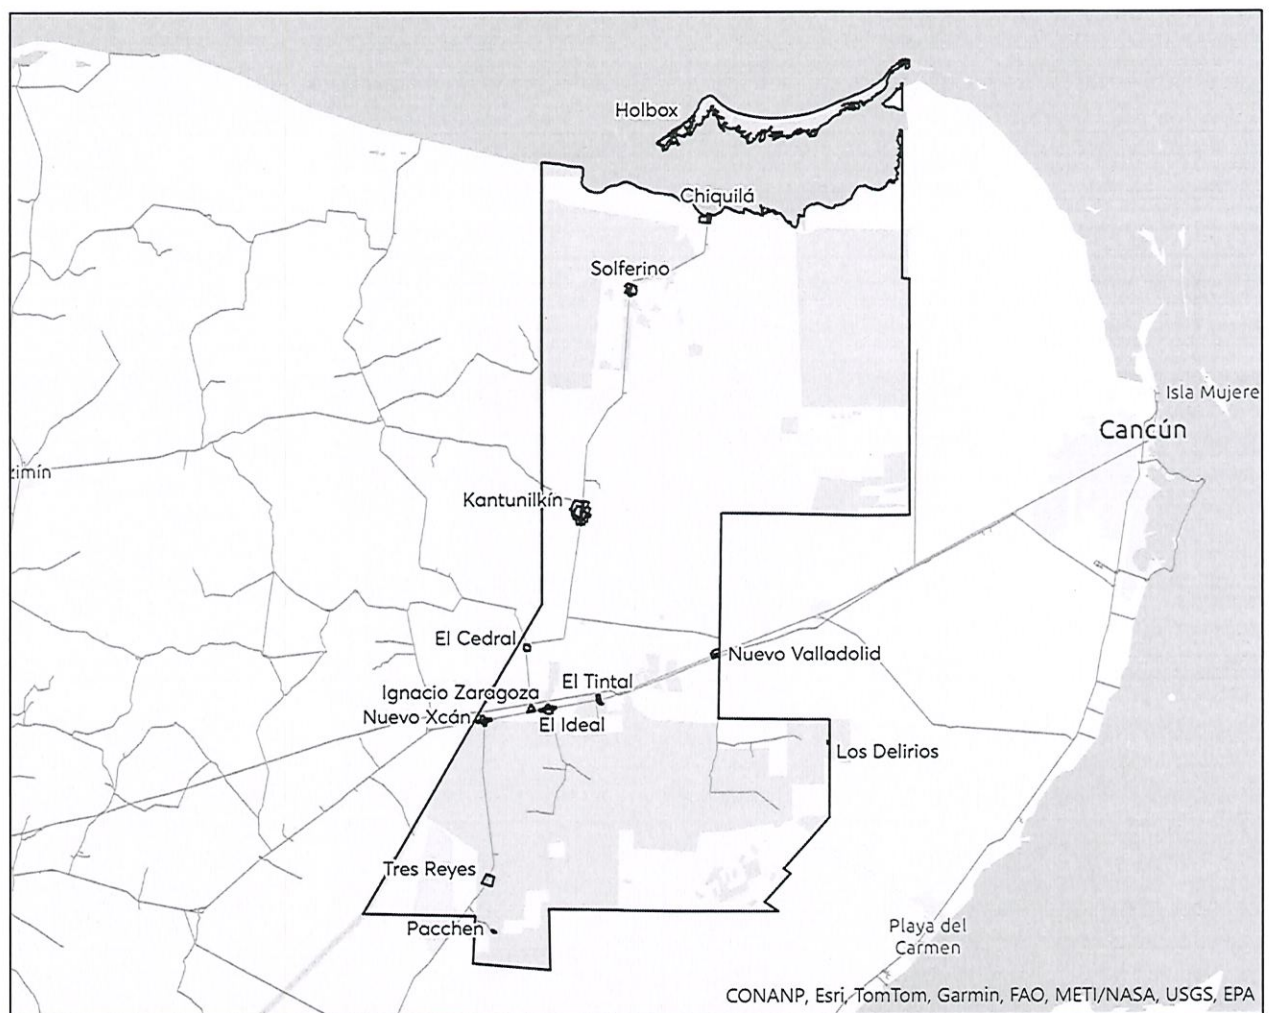 Holbox
Chiquilá
Solferino
Isla Mujere
Cancún
zimín
Kantunilkín
El Cedral
Nuevo Valladolid
El Tintal
Ignacio Zaragoza
Nuevo Xcán
El Ideal
Los Delirios
Tres Reyes
Pacchen
Playa del
Carmen
CONANP, Esri, TomTom, Garmin, FAO, METI/NASA, USGS, EPA